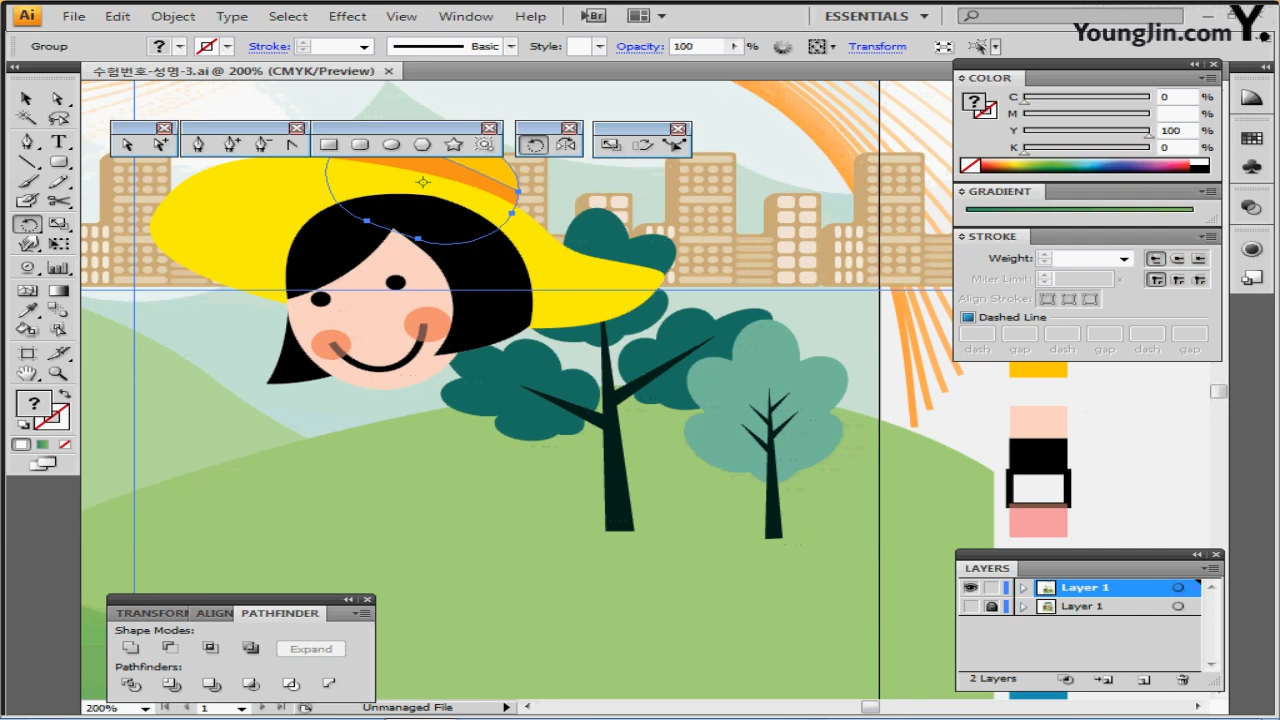 Ai File Edit Object Type Select Effect View Window Help Br ESSENTIALS
YoungJin.com Y.
Group ? Stroke: Basic Style: Opacity: 100 % Transform
수험번호-성명-3.ai @ 200% (CMYK/Preview) ×
COLOR
? C 0 %
M %
Y 100 %
K 0 %
GRADIENT
STROKE
Weight:
Miter Limit: x
Align Stroke:
Dashed Line
dash gap dash gap dash gap
?
LAYERS
Layer 1
Layer 1
2 Layers
TRANSFORM ALIGN PATHFINDER
Shape Modes:
Expand
Pathfinders:
200% 1 Unmanaged File